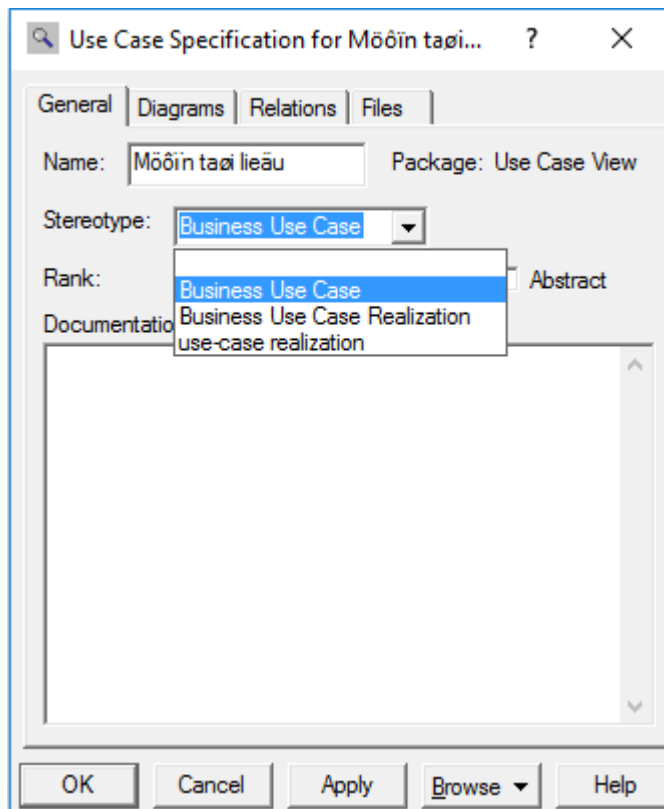 Use Case Specification for Möôïn taøi... ?
General Diagrams Relations Files
Name: Möôïn taøi lieäu Package: Use Case View
Stereotype: Business Use Case
Rank: Abstract
Business Use Case
Business Use Case Realization
use-case realization
Documentatio
OK Cancel Apply Browse Help